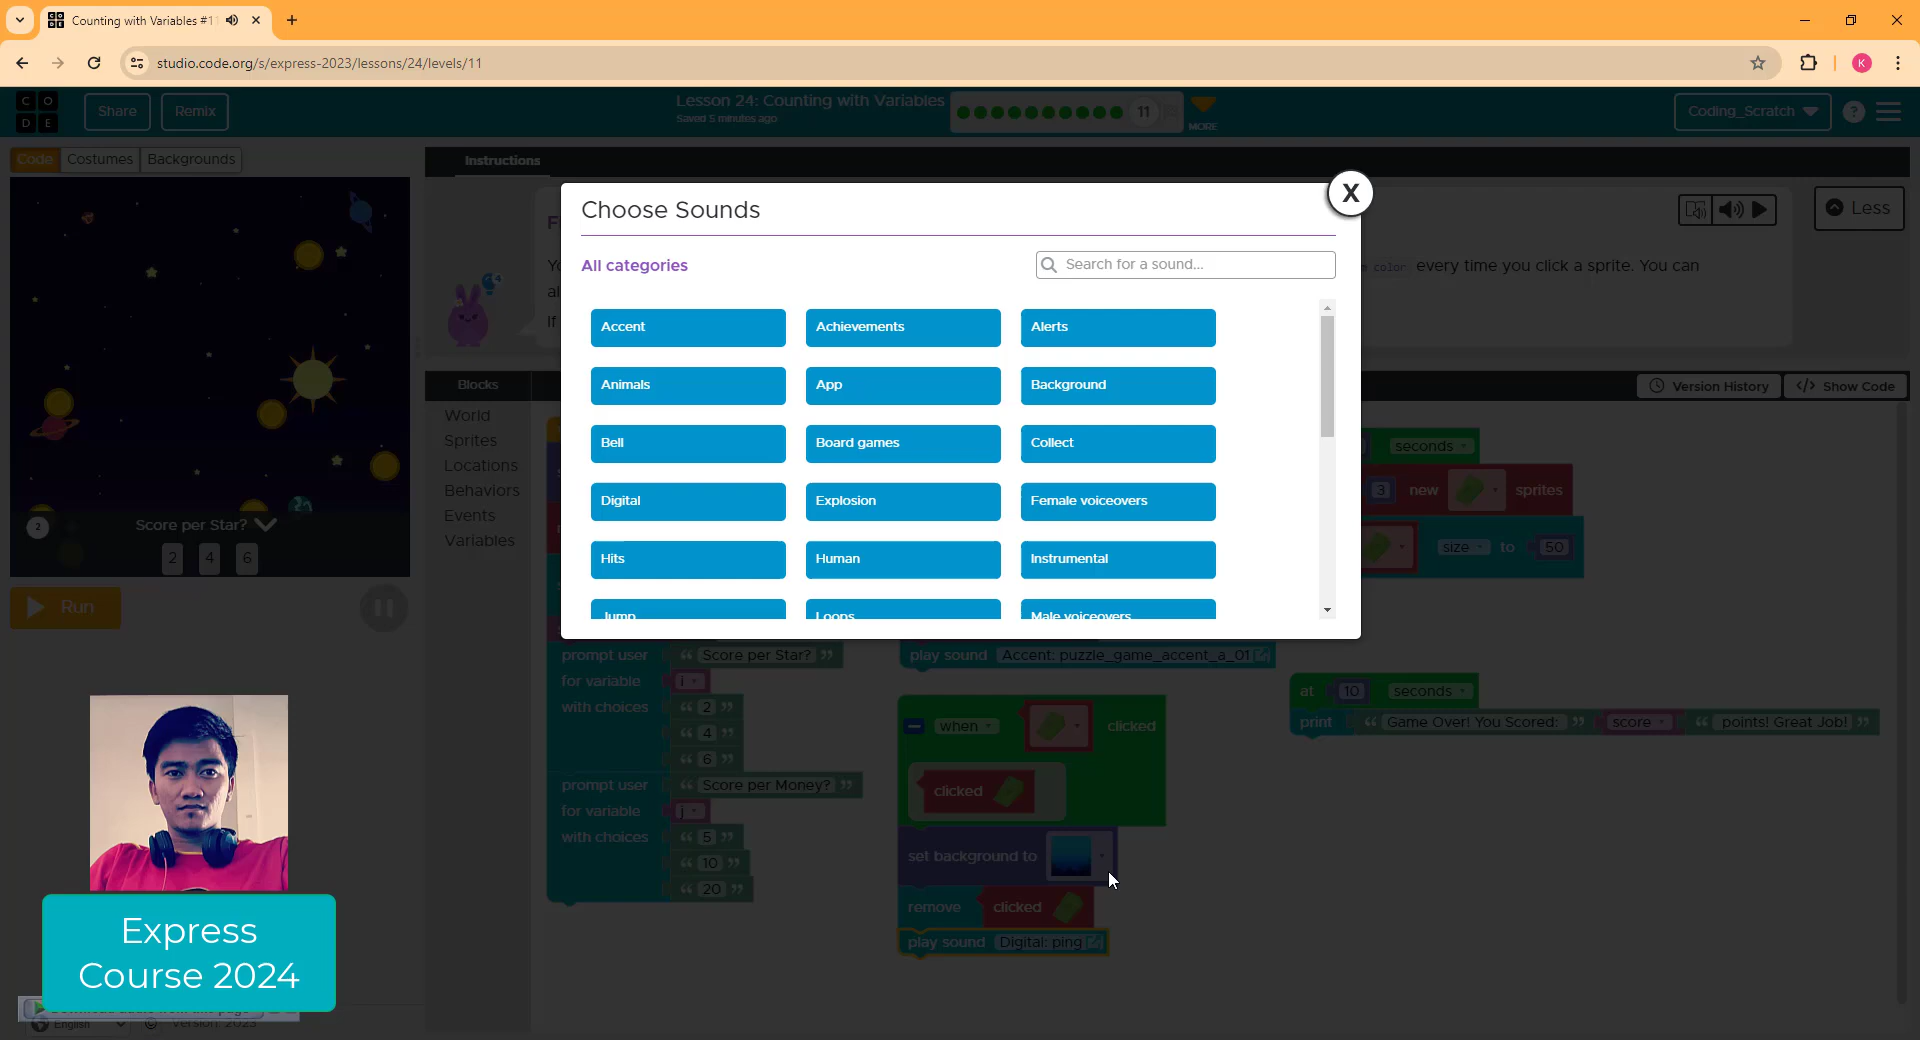 Counting with Variables #1
studio.code.org/s/express-2023/lessons/24/levels/11
K
C O
D E
Share
Remix
Lesson 24: Counting with Variables
Saved 5 minutes ago
11
MORE
Coding_Scratch
?
Code
Costumes
Backgrounds
Instructions
Less
color
every time you click a sprite. You can
If
Choose Sounds
X
All categories
Search for a sound...
Accent
Achievements
Alerts
Animals
App
Background
Bell
Board games
Collect
Digital
Explosion
Female voiceovers
Hits
Human
Instrumental
Jump
Loops
Male voiceovers
2
Score per Star?
2
4
6
Run
Blocks
World
Sprites
Locations
Behaviors
Events
Variables
Version History
</> Show Code
seconds
3 new sprites
size to 50
prompt user “ Score per Star? ”
for variable i
with choices “ 2 ”
“ 4 ”
“ 6 ”
prompt user “ Score per Money? ”
for variable j
with choices “ 5 ”
“ 10 ”
“ 20 ”
play sound Accent: puzzle_game_accent_a_01
when clicked
clicked
set background to
remove clicked
play sound Digital: ping
at 10 seconds
print “ Game Over! You Scored: ” score “ points! Great Job! ”
Express
Course 2024
English
Version: 2023